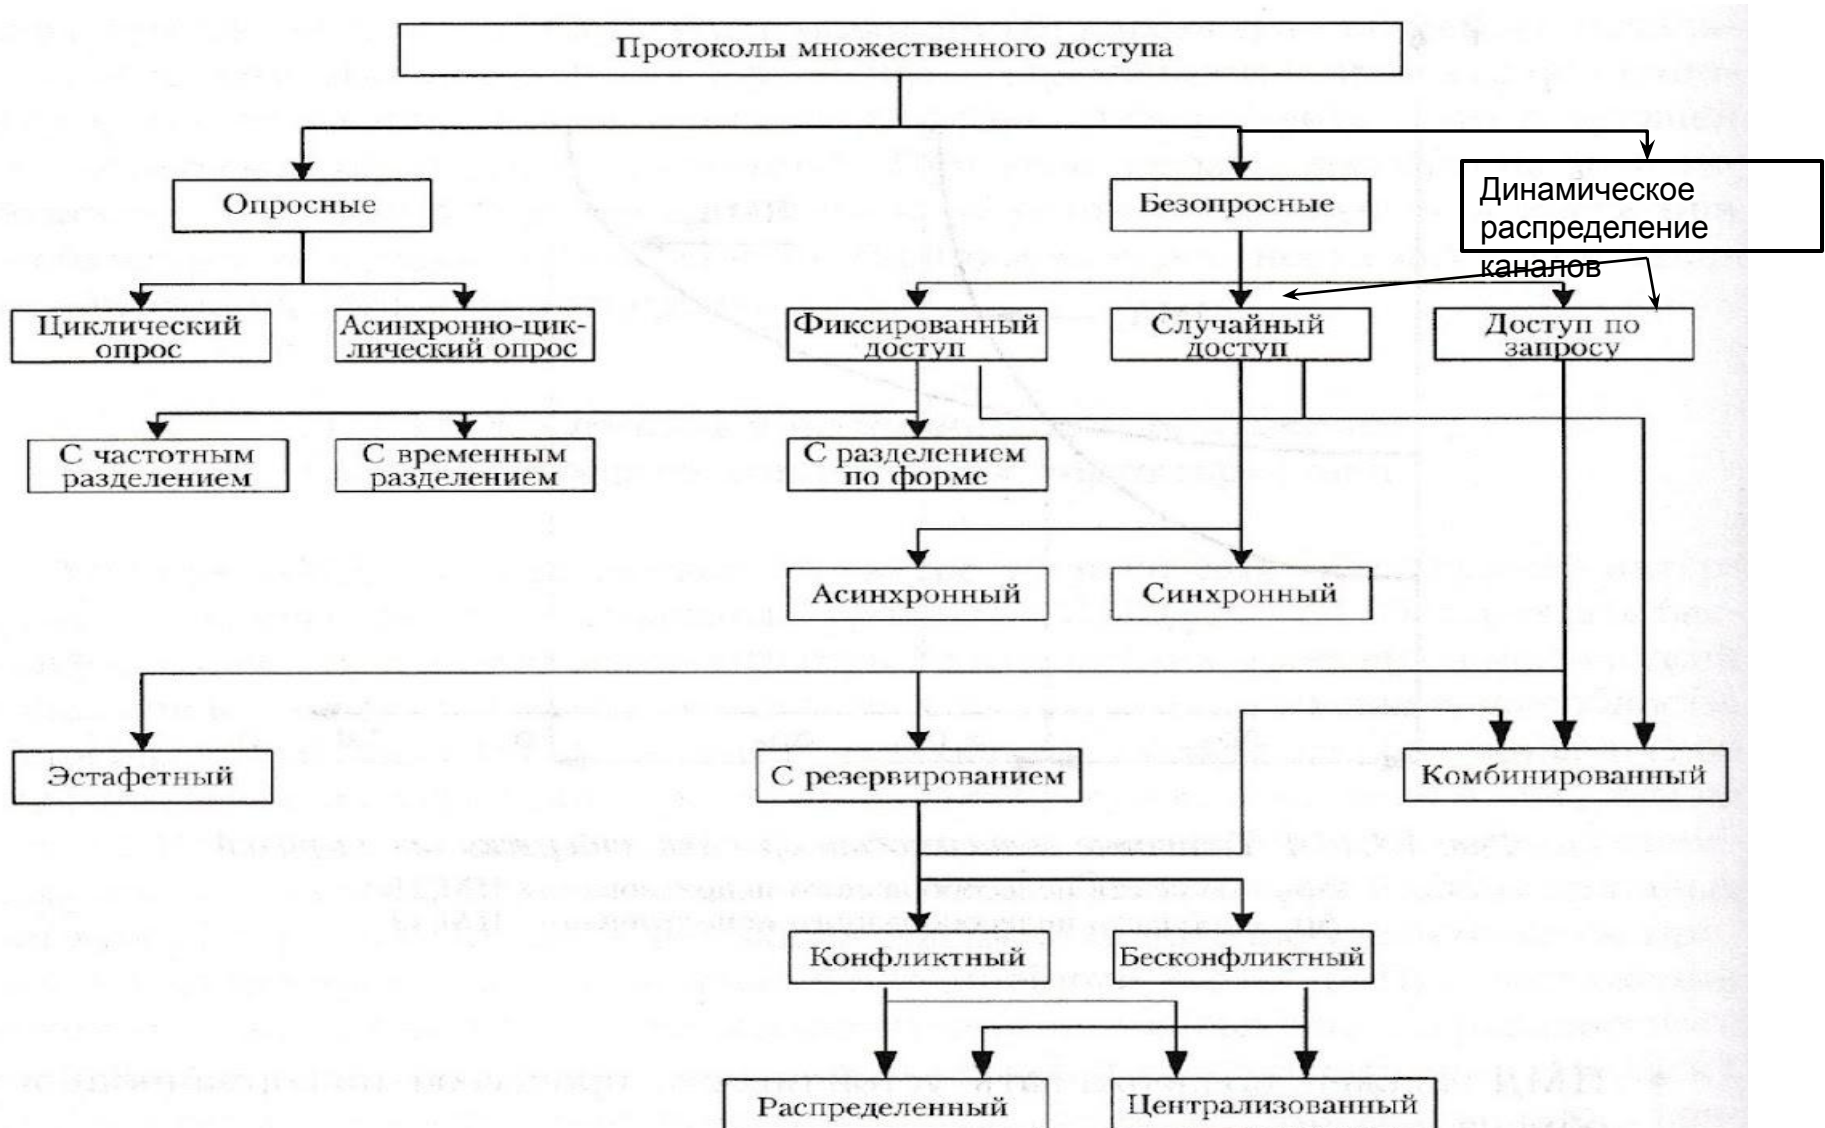 Протоколы множественного доступа
Опросные
Безопросные
Динамическое
распределение
каналов
Циклический
опрос
Асинхронно-цик-
лический опрос
Фиксированный
доступ
Случайный
доступ
Доступ по
запросу
С частотным
разделением
С временным
разделением
С разделением
по форме
Асинхронный
Синхронный
Эстафетный
С резервированием
Комбинированный
Конфликтный
Бесконфликтный
Распределенный
Централизованный